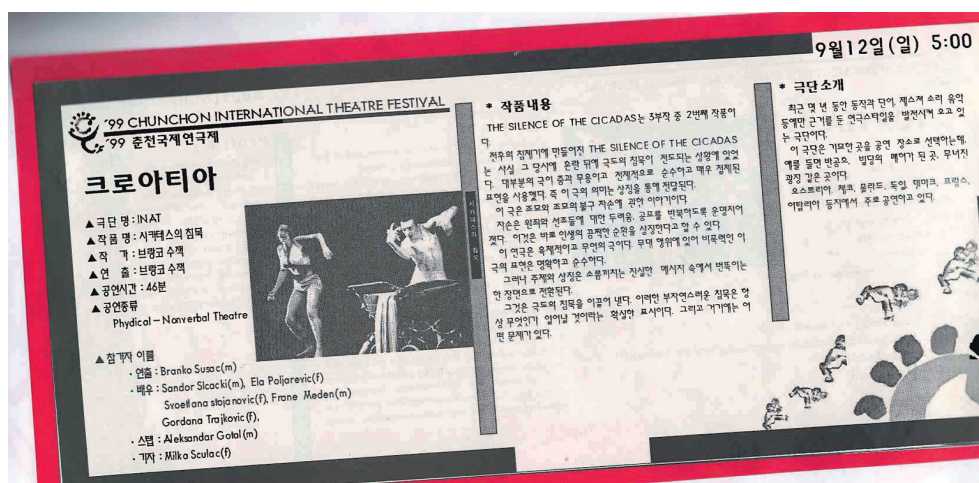 '99 CHUNCHON INTERNATIONAL THEATRE FESTIVAL
'99 춘천국제연극제
크로아티아
▲극단 명 : INAT
▲작품 명 : 시카테스의 침묵
▲작 가 : 브랑코 수잭
▲연 출 : 브랑코 수잭
▲공연시간 : 46분
▲공연종류
Phydical – Nonverbal Theatre
▲참가자 이름
· 연출 : Branko Susac(m)
· 배우 : Sandor Slcacki(m), Ela Poljarevic(f)
Svoetlana stojanovic(f), Frane Meden(m)
Gordana Trajkovic(f),
· 스탭 : Aleksandar Gotal(m)
· 기자 : Milka Sculac(f)
시카테스의 침묵
* 작품내용
THE SILENCE OF THE CICADAS는 3부작 중 2번째 작품이
다.
전후의 침체기에 만들어진 THE SILENCE OF THE CICADAS
는 사실 그 당시에 혼란 뒤에 극도의 침묵이 전도되는 상황에 있었
다. 대부분의 극이 중국 무용이고 전체적으로 순수하고 매우 절제된
표현을 사용했다. 즉 이 극의 의미는 상징을 통해 전달된다.
이 극은 조모와 조모의 불구 자손에 관한 이야기이다.
자손은 원죄와 선조들에 대한 두려움, 공포를 반복하도록 운명지어
졌다. 이것은 바로 인생의 끔찍한 순환을 상징한다고 할 수 있다.
이 연극은 육체적이고 무언의 극이다. 무대 행위에 있어 비폭력인 이
극의 표현은 명확하고 순수하다.
그러나 주제와 상징은 소름끼치는 진실한 메시지 속에서 번뜩이는
한 장면으로 전환된다.
그것은 극도의 침묵을 이끌어 낸다. 이러한 부자연스러운 침묵은 항
상 무엇인가 일어날 것이라는 확실한 표시이다. 그리고 거기에는 어
떤 문제가 있다.
9월12일(일) 5:00
* 극단소개
최근 몇 년 동안 동작과 단어, 제스쳐 소리 음악
등에만 근거를 둔 연극스타일을 발전시켜 오고 있
는 극단이다.
이 극단은 기묘한 곳을 공연 장소로 선택하는데,
예를 들면 반공호, 빌딩의 폐허가 된 곳, 무너진
광장 같은 곳이다.
오스트리아, 체코, 폴란드, 독일, 덴마크, 프랑스,
이탈리아 등지에서 주로 공연하고 있다.